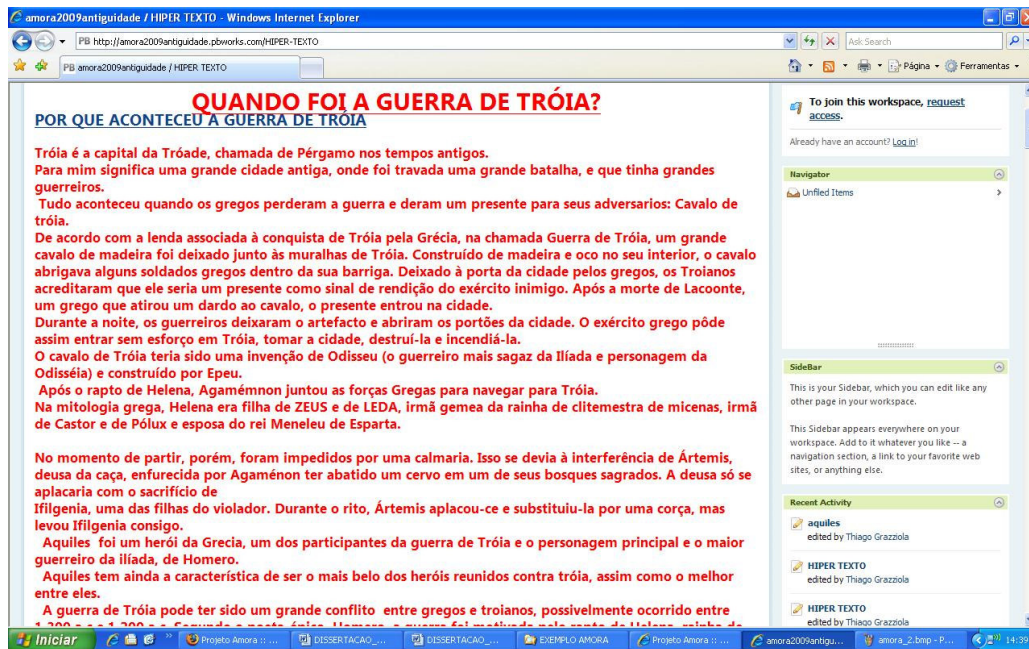 amora2009antiguidade / HIPER TEXTO - Windows Internet Explorer
PB http://amora2009antiguidade.pbworks.com/HIPER-TEXTO
Ask Search
PB amora2009antiguidade / HIPER TEXTO
Página
Ferramentas
QUANDO FOI A GUERRA DE TRÓIA?
POR QUE ACONTECEU A GUERRA DE TRÓIA
Tróia é a capital da Tróade, chamada de Pérgamo nos tempos antigos.
Para mim significa uma grande cidade antiga, onde foi travada uma grande batalha, e que tinha grandes
guerreiros.
Tudo aconteceu quando os gregos perderam a guerra e deram um presente para seus adversarios: Cavalo de
tróia.
De acordo com a lenda associada à conquista de Tróia pela Grécia, na chamada Guerra de Tróia, um grande
cavalo de madeira foi deixado junto às muralhas de Tróia. Construído de madeira e oco no seu interior, o cavalo
abrigava alguns soldados gregos dentro da sua barriga. Deixado à porta da cidade pelos gregos, os Troianos
acreditaram que ele seria um presente como sinal de rendição do exército inimigo. Após a morte de Lacoonte,
um grego que atirou um dardo ao cavalo, o presente entrou na cidade.
Durante a noite, os guerreiros deixaram o artefacto e abriram os portões da cidade. O exército grego pôde
assim entrar sem esforço em Tróia, tomar a cidade, destruí-la e incendiá-la.
O cavalo de Tróia teria sido uma invenção de Odisseu (o guerreiro mais sagaz da Ilíada e personagem da
Odisséia) e construído por Epeu.
Após o rapto de Helena, Agamémnon juntou as forças Gregas para navegar para Tróia.
Na mitologia grega, Helena era filha de ZEUS e de LEDA, irmã gemea da rainha de clitemestra de micenas, irmã
de Castor e de Pólux e esposa do rei Meneleu de Esparta.
No momento de partir, porém, foram impedidos por uma calmaria. Isso se devia à interferência de Ártemis,
deusa da caça, enfurecida por Agaménon ter abatido um cervo em um de seus bosques sagrados. A deusa só se
aplacaria com o sacrifício de
Ifilgenia, uma das filhas do violador. Durante o rito, Ártemis aplacou-ce e substituiu-la por uma corça, mas
levou Ifilgenia consigo.
Aquiles foi um herói da Grecia, um dos participantes da guerra de Tróia e o personagem principal e o maior
guerreiro da ilíada, de Homero.
Aquiles tem ainda a característica de ser o mais belo dos heróis reunidos contra tróia, assim como o melhor
entre eles.
A guerra de Tróia pode ter sido um grande conflito entre gregos e troianos, possivelmente ocorrido entre
To join this workspace, request
access.
Already have an account? Log in!
Navigator
Unfiled Items
SideBar
This is your Sidebar, which you can edit like any
other page in your workspace.
This Sidebar appears everywhere on your
workspace. Add to it whatever you like -- a
navigation section, a link to your favorite web
sites, or anything else.
Recent Activity
aquiles
edited by Thiago Grazziola
HIPER TEXTO
edited by Thiago Grazziola
HIPER TEXTO
edited by Thiago Grazziola
Iniciar
Projeto Amora :: ...
DISSERTACAO_...
DISSERTACAO_...
EXEMPLO AMORA
Projeto Amora :: ...
amora2009antigu...
amora_2.bmp - P...
14:39